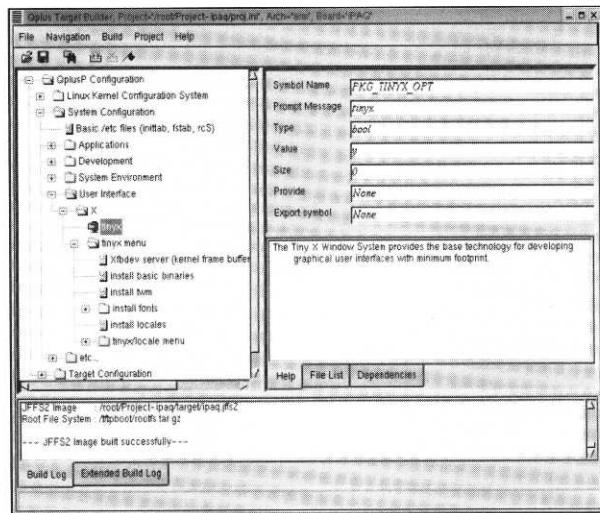 Qplus Target Builder, Project="/root/Project-ipaq/proj.ini", Arch="arm", Board="IPAQ"
File Navigation Build Project Help
QplusP Configuration
Linux Kernel Configuration System
System Configuration
Basic /etc files (inittab, fstab, rcS)
Applications
Development
System Environment
User Interface
X
tinyx
tinyx menu
Xfbdev server (kernel frame buffer
install basic binaries
install twm
install fonts
install locales
tinyx/locale menu
etc...
Target Configuration
Symbol Name PKG_TINYX_OPT
Prompt Message tinyx
Type bool
Value y
Size 0
Provide None
Export symbol None
The Tiny X Window System provides the base technology for developing
graphical user interfaces with minimum footprint.
Help File List Dependencies
JFFS2 Image : /root/Project-ipaq/target/ipaq.jffs2
Root File System : /tftpboot/rootfs.tar.gz
--- JFFS2 Image built successfully---
Build Log Extended Build Log